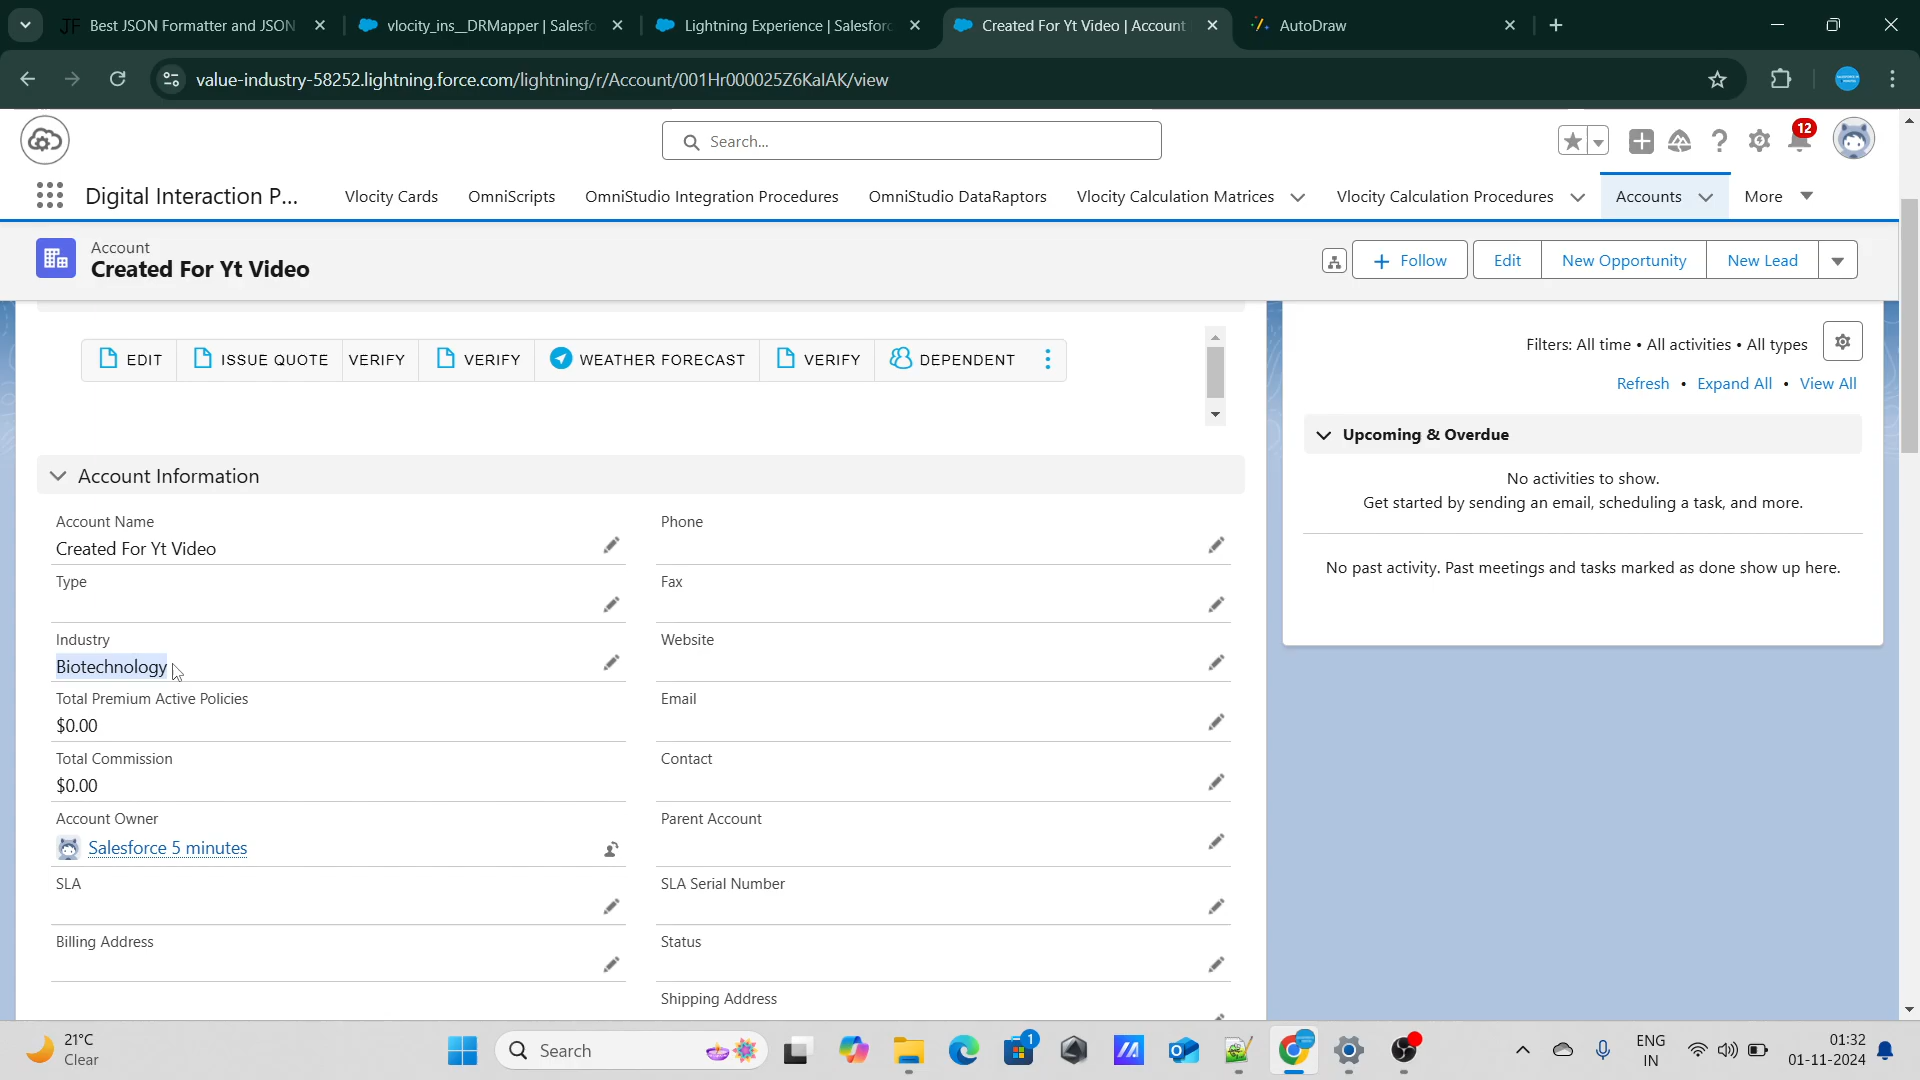 Best JSON Formatter and JSON
vlocity_ins__DRMapper | Salesfo
Lightning Experience | Salesforc
Created For Yt Video | Account
AutoDraw
value-industry-58252.lightning.force.com/lightning/r/Account/001Hr000025Z6KaIAK/view
Search...
12
Digital Interaction P...
Vlocity Cards
OmniScripts
OmniStudio Integration Procedures
OmniStudio DataRaptors
Vlocity Calculation Matrices
Vlocity Calculation Procedures
Accounts
More
Account
Created For Yt Video
Follow
Edit
New Opportunity
New Lead
EDIT
ISSUE QUOTE
VERIFY
VERIFY
WEATHER FORECAST
VERIFY
DEPENDENT
Filters: All time • All activities • All types
Refresh • Expand All • View All
Upcoming & Overdue
No activities to show.
Get started by sending an email, scheduling a task, and more.
No past activity. Past meetings and tasks marked as done show up here.
Account Information
Account Name
Created For Yt Video
Phone
Type
Fax
Industry
Biotechnology
Website
Total Premium Active Policies
$0.00
Email
Total Commission
$0.00
Contact
Account Owner
Salesforce 5 minutes
Parent Account
SLA
SLA Serial Number
Billing Address
Status
Shipping Address
21°C
Clear
Search
1
ENG
IN
01:32
01-11-2024